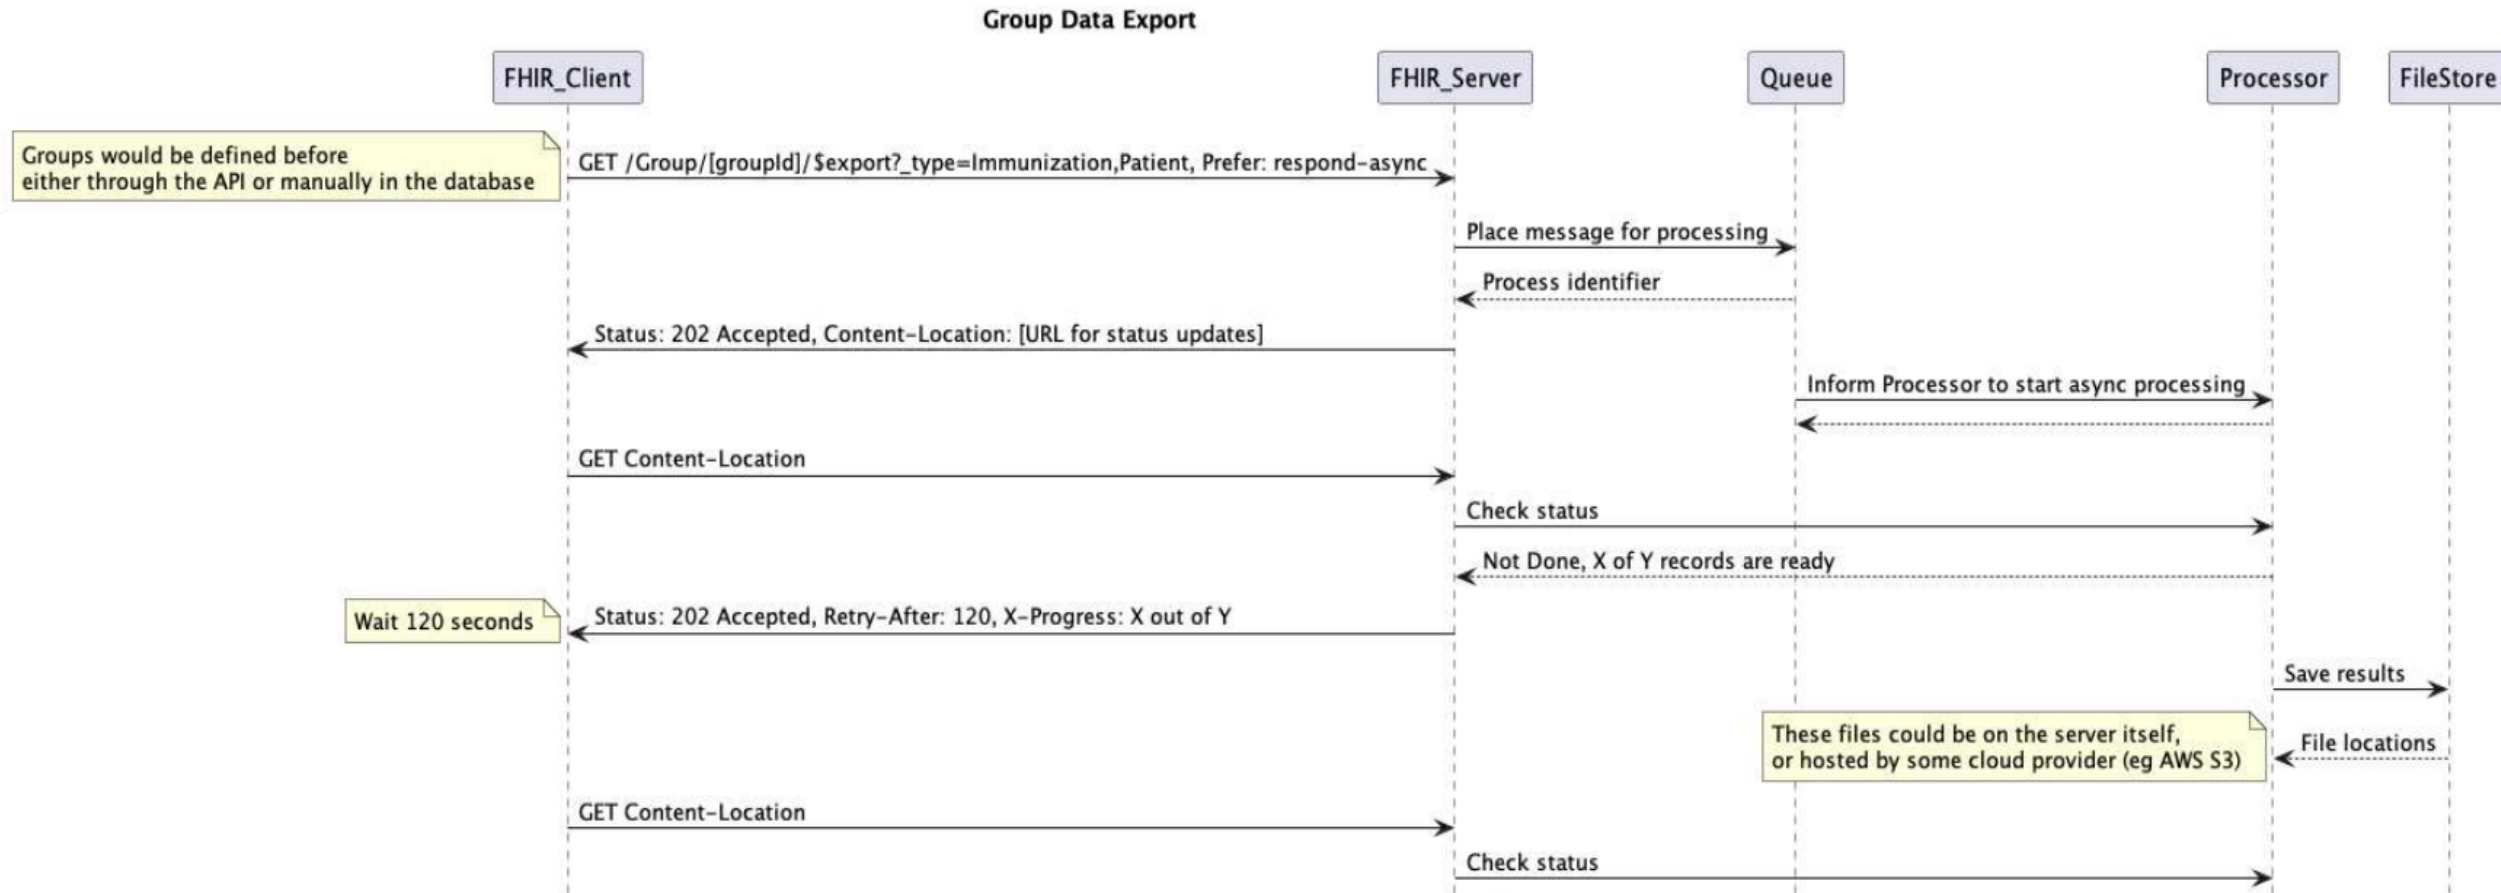 Group Data Export
FHIR_Client
FHIR_Server
Queue
Processor
FileStore
Groups would be defined before
either through the API or manually in the database
GET /Group/[groupId]/$export?_type=Immunization,Patient, Prefer: respond-async
Place message for processing
Process identifier
Status: 202 Accepted, Content-Location: [URL for status updates]
Inform Processor to start async processing
GET Content-Location
Check status
Not Done, X of Y records are ready
Wait 120 seconds
Status: 202 Accepted, Retry-After: 120, X-Progress: X out of Y
Save results
These files could be on the server itself,
or hosted by some cloud provider (eg AWS S3)
File locations
GET Content-Location
Check status